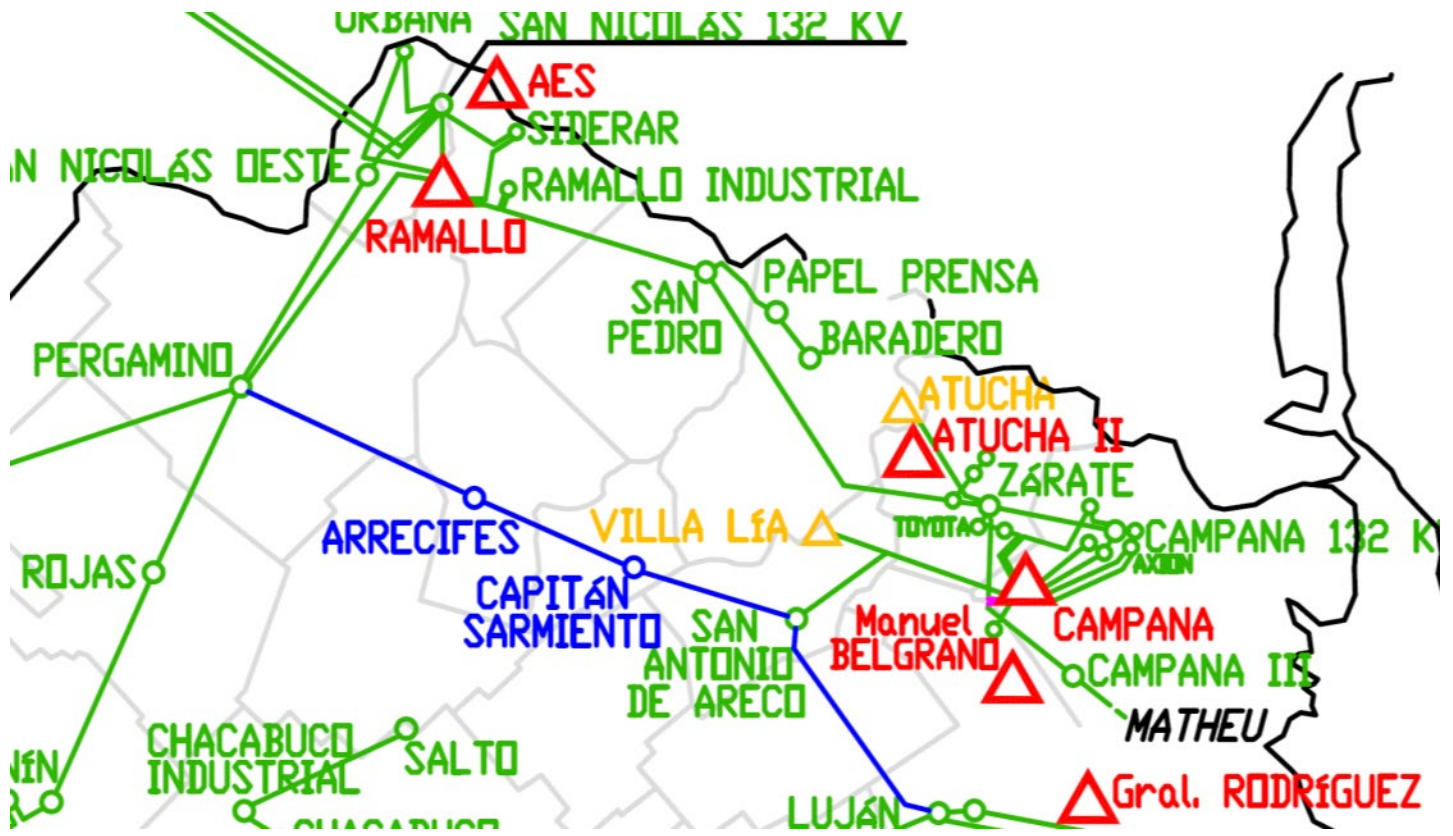 URBANA
SAN NICOLáS 132 KV
AES
SIDERAR
N NICOLáS OESTE
RAMALLO INDUSTRIAL
RAMALLO
PAPEL PRENSA
SAN
PEDRO
BARADERO
PERGAMINO
ATUCHA
ATUCHA II
ZáRATE
VILLA LíA
TOYOTA
CAMPANA 132 K
AXION
ARRECIFES
ROJAS
CAPITáN
SARMIENTO
SAN
ANTONIO
DE ARECO
Manuel
BELGRANO
CAMPANA
CAMPANA III
MATHEU
CHACABUCO
INDUSTRIAL
SALTO
NíN
Gral. RODRíGUEZ
LUJáN
CHACABUCO